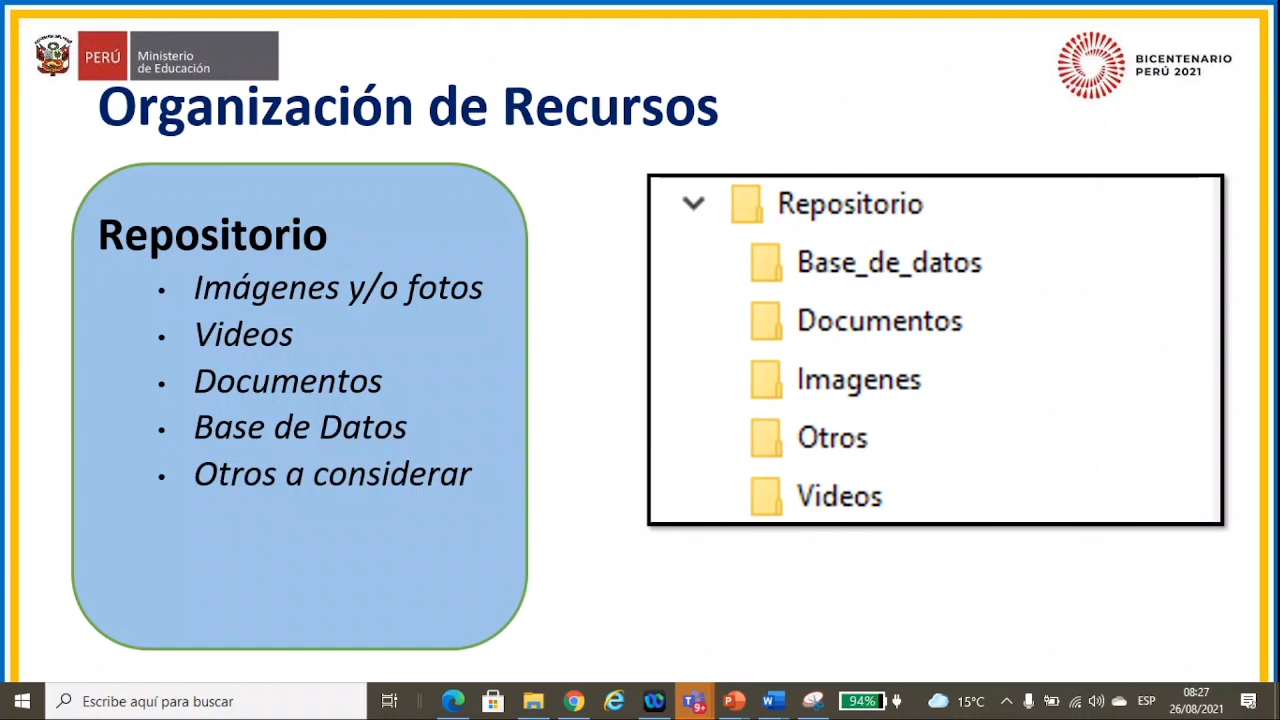 PERÚ
Ministerio
de Educación
BICENTENARIO
PERÚ 2021
Organización de Recursos
Repositorio
• Imágenes y/o fotos
• Videos
• Documentos
• Base de Datos
• Otros a considerar
Repositorio
Base_de_datos
Documentos
Imagenes
Otros
Videos
Escribe aquí para buscar
9+
94%
15°C
ESP
08:27
26/08/2021